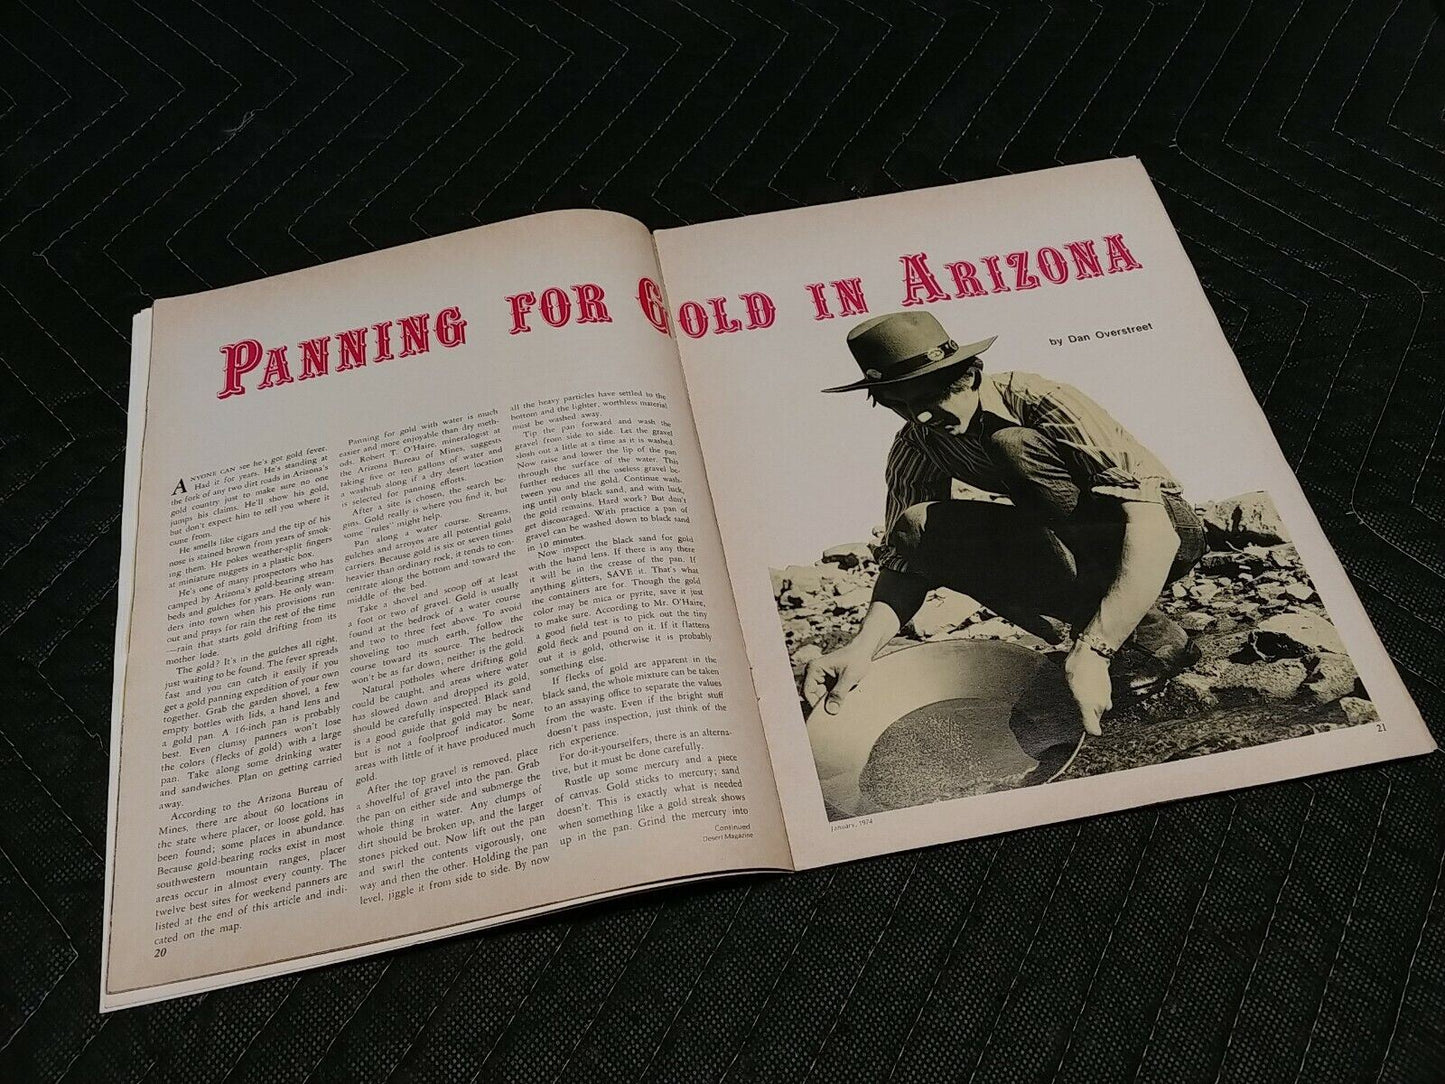 PANNING FOR GOLD IN ARIZONA
by Dan Overstreet
ANYONE CAN see he's got gold fever.
Had it for years. He's standing at
the fork of any two dirt roads in Arizona's
gold country just to make sure no one
jumps his claims. He'll show his gold,
but don't expect him to tell you where it
came from.
He smells like cigars and the tip of his
nose is stained brown from years of smok-
ing them. He pokes weather-split fingers
at miniature nuggets in a plastic box.
He's one of many prospectors who has
camped by Arizona's gold-bearing stream
beds and gulches for years. He only wan-
ders into town when his provisions run
out and prays for rain the rest of the time
—rain that starts gold drifting from its
mother lode.
The gold? It's in the gulches all right,
just waiting to be found. The fever spreads
fast and you can catch it easily if you
get a gold panning expedition of your own
together. Grab the garden shovel, a few
empty bottles with lids, a hand lens and
a gold pan. A 16-inch pan is probably
best. Even clumsy panners won't lose
the colors (flecks of gold) with a large
pan. Take along some drinking water
and sandwiches. Plan on getting carried
away.
According to the Arizona Bureau of
Mines, there are about 60 locations in
the state where placer, or loose gold, has
been found; some places in abundance.
Because gold-bearing rocks exist in most
southwestern mountain ranges, placer
areas occur in almost every county. The
twelve best sites for weekend panners are
listed at the end of this article and indi-
cated on the map.
20
Panning for gold with water is much
easier and more enjoyable than dry meth-
ods. Robert T. O'Haire, mineralogist at
the Arizona Bureau of Mines, suggests
taking five or ten gallons of water and
a washtub along if a dry desert location
is selected for panning efforts.
After a site is chosen, the search be-
gins. Gold really is where you find it, but
some "rules" might help.
Pan along a water course. Streams,
gulches and arroyos are all potential gold
carriers. Because gold is six or seven times
heavier than ordinary rock, it tends to con-
centrate along the bottom and toward the
middle of the bed.
Take a shovel and scoop off at least
a foot or two of gravel. Gold is usually
found at the bedrock of a water course
and two to three feet above. To avoid
shoveling too much earth, follow the
course toward its source. The bedrock
won't be as far down; neither is the gold.
Natural potholes where drifting gold
could be caught, and areas where water
has slowed down and dropped its gold,
should be carefully inspected. Black sand
is a good guide that gold may be near,
but is not a foolproof indicator. Some
areas with little of it have produced much
gold.
After the top gravel is removed, place
a shovelful of gravel into the pan. Grab
the pan on either side and submerge the
whole thing in water. Any clumps of
dirt should be broken up, and the larger
stones picked out. Now lift out the pan
and swirl the contents vigorously, one
way and then the other. Holding the pan
level, jiggle it from side to side. By now
all the heavy particles have settled to the
bottom and the lighter, worthless material
must be washed away.
Tip the pan forward and wash the
gravel from side to side. Let the gravel
slosh out a little at a time as it is washed.
Now raise and lower the lip of the pan
through the surface of the water. This
further reduces all the useless gravel be-
tween you and the gold. Continue wash-
ing until only black sand, and with luck,
the gold remains. Hard work? But don't
get discouraged. With practice a pan of
gravel can be washed down to black sand
in 10 minutes.
Now inspect the black sand for gold
with the hand lens. If there is any there
it will be in the crease of the pan. If
anything glitters, SAVE it. That's what
the containers are for. Though the gold
color may be mica or pyrite, save it just
to make sure. According to Mr. O'Haire,
a good field test is to pick out the tiny
gold fleck and pound on it. If it flattens
out it is gold, otherwise it is probably
something else.
If flecks of gold are apparent in the
black sand, the whole mixture can be taken
to an assaying office to separate the values
from the waste. Even if the bright stuff
doesn't pass inspection, just think of the
rich experience.
For do-it-yourselfers, there is an alterna-
tive, but it must be done carefully.
Rustle up some mercury and a piece
of canvas. Gold sticks to mercury; sand
doesn't. This is exactly what is needed
when something like a gold streak shows
up in the pan. Grind the mercury into
Continued
Desert Magazine
January, 1974
21